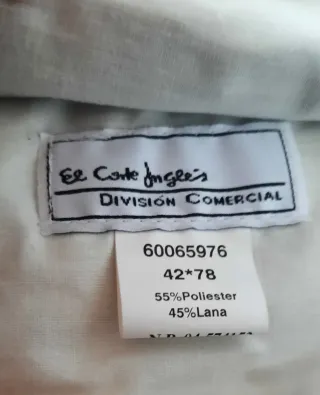 El Corte Inglés
DIVISIÓN COMERCIAL
60065976
42*78
55%Poliester
45%Lana